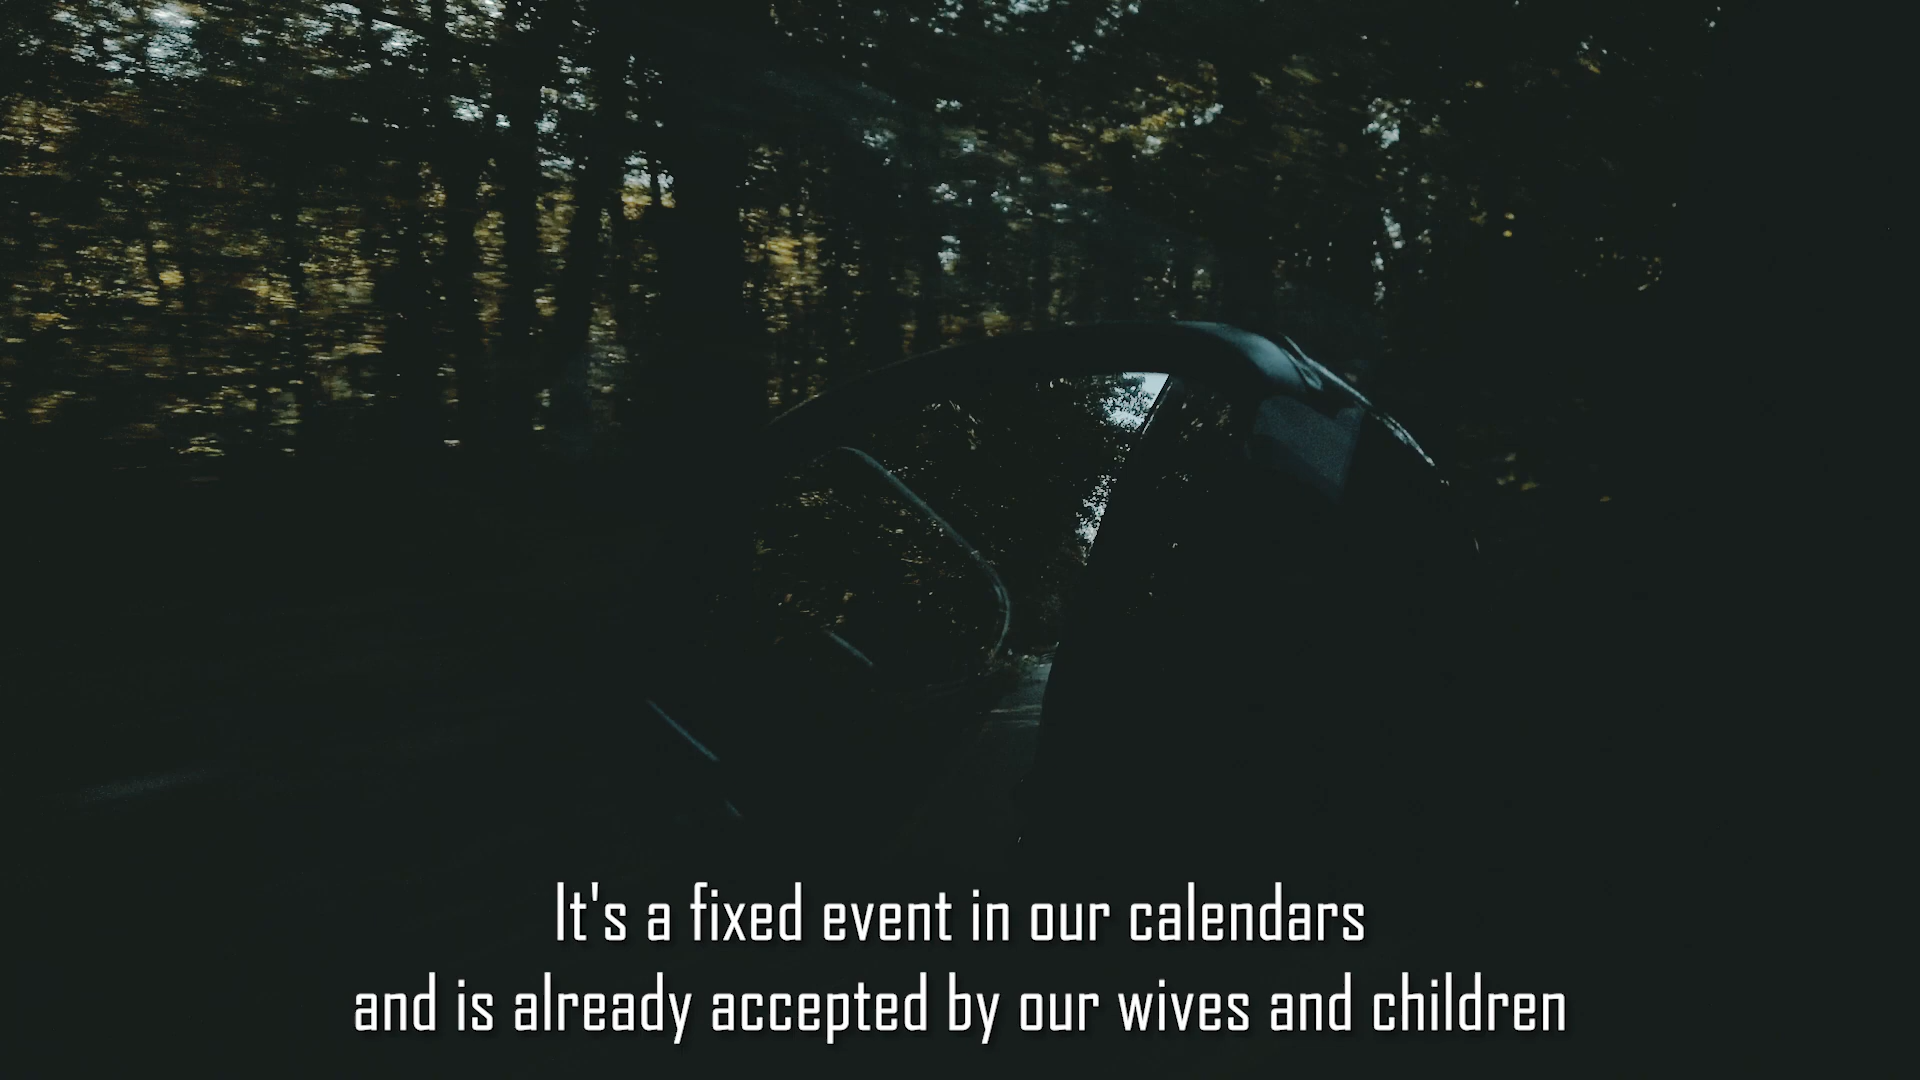 It's a fixed event in our calendars
and is already accepted by our wives and children